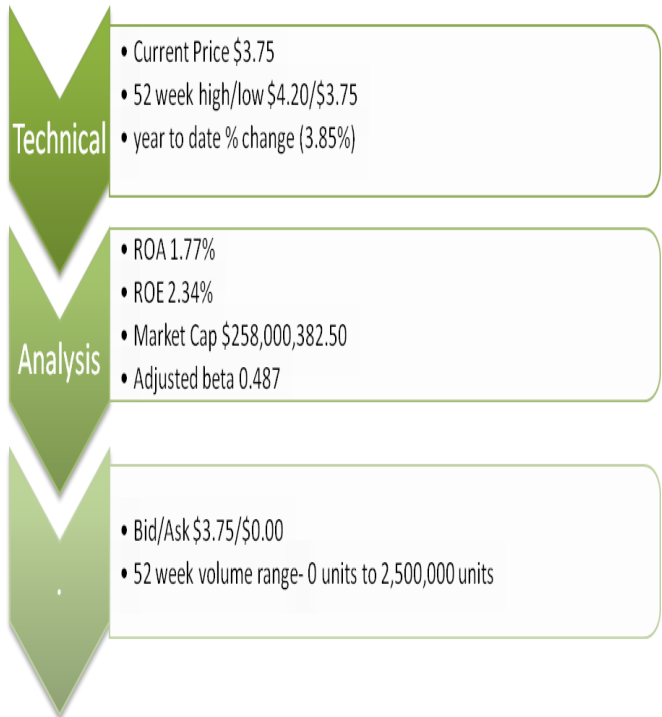 Technical
• Current Price $3.75
• 52 week high/low $4.20/$3.75
• year to date % change (3.85%)
Analysis
• ROA 1.77%
• ROE 2.34%
• Market Cap $258,000,382.50
• Adjusted beta 0.487
.
• Bid/Ask $3.75/$0.00
• 52 week volume range- 0 units to 2,500,000 units